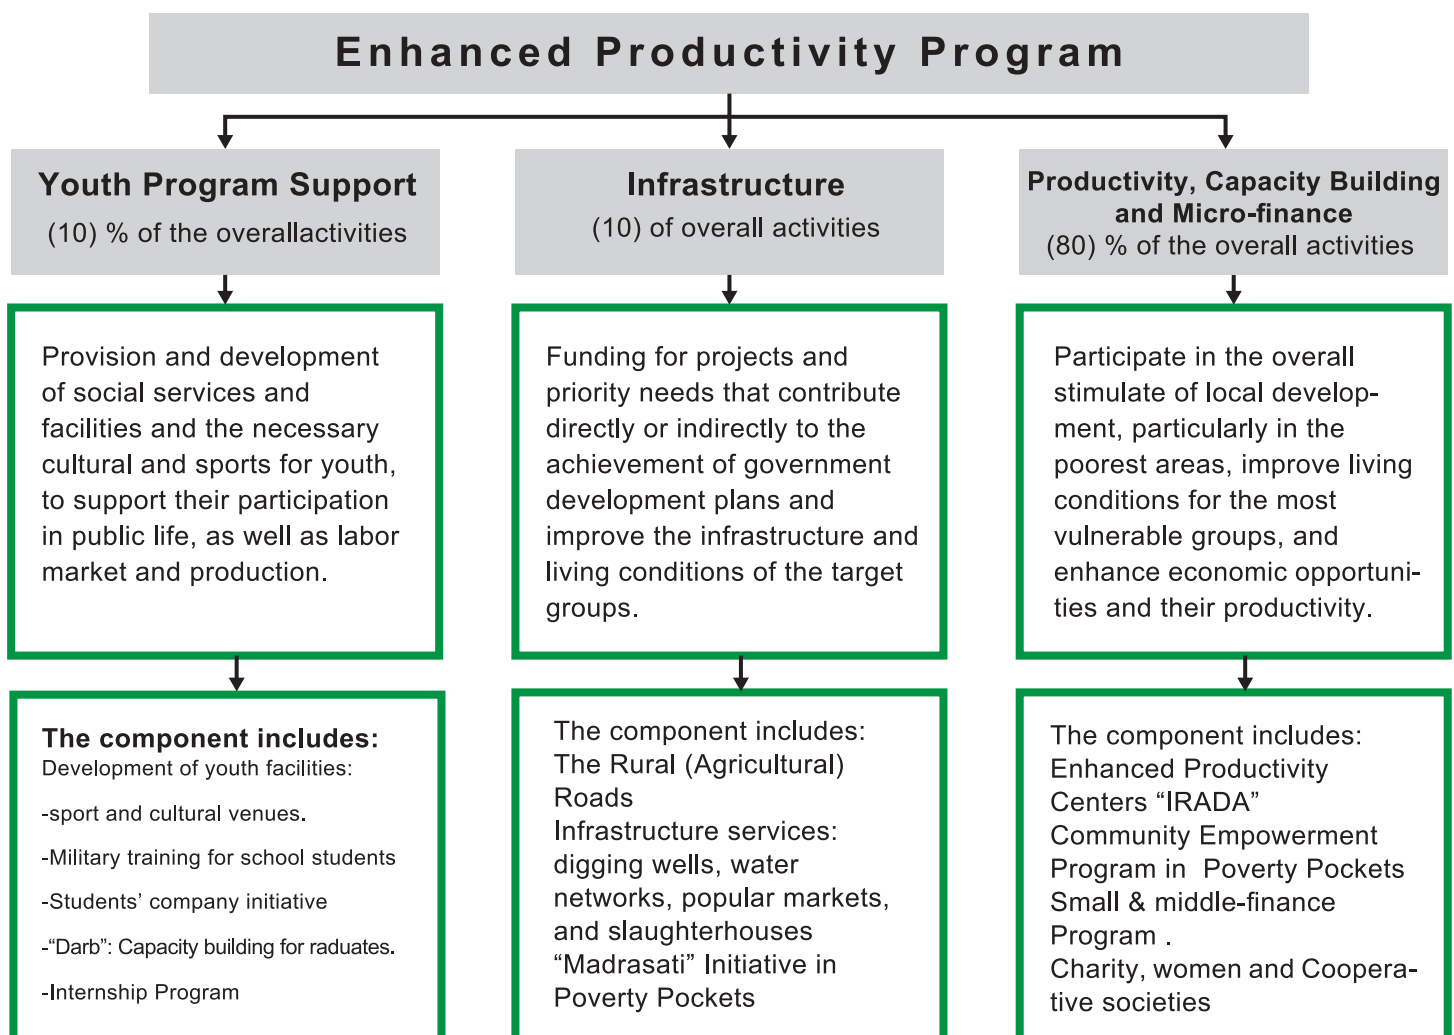 Enhanced Productivity Program
Youth Program Support
(10) % of the overallactivities
Provision and development
of social services and
facilities and the necessary
cultural and sports for youth,
to support their participation
in public life, as well as labor
market and production.
The component includes:
Development of youth facilities:
-sport and cultural venues.
-Military training for school students
-Students’ company initiative
-“Darb”: Capacity building for raduates.
-Internship Program
Infrastructure
(10) of overall activities
Funding for projects and
priority needs that contribute
directly or indirectly to the
achievement of government
development plans and
improve the infrastructure and
living conditions of the target
groups.
The component includes:
The Rural (Agricultural)
Roads
Infrastructure services:
digging wells, water
networks, popular markets,
and slaughterhouses
“Madrasati” Initiative in
Poverty Pockets
Productivity, Capacity Building
and Micro-finance
(80) % of the overall activities
Participate in the overall
stimulate of local develop-
ment, particularly in the
poorest areas, improve living
conditions for the most
vulnerable groups, and
enhance economic opportuni-
ties and their productivity.
The component includes:
Enhanced Productivity
Centers “IRADA”
Community Empowerment
Program in Poverty Pockets
Small & middle-finance
Program .
Charity, women and Coopera-
tive societies